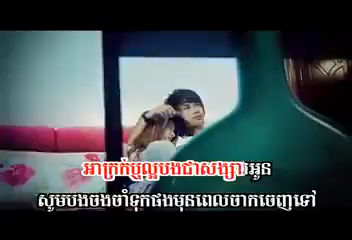 អាក្រក់ឬល្អបងជាសង្សារអូន
សូមបងចងចាំទុកផងមុនពេលចាកចេញទៅ